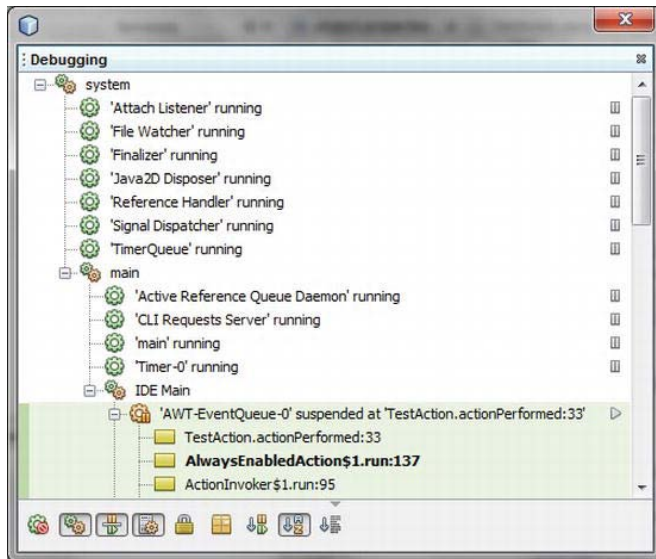 Debugging
system
'Attach Listener' running
'File Watcher' running
'Finalizer' running
'Java2D Disposer' running
'Reference Handler' running
'Signal Dispatcher' running
'TimerQueue' running
main
'Active Reference Queue Daemon' running
'CLI Requests Server' running
'main' running
'Timer-0' running
IDE Main
'AWT-EventQueue-0' suspended at 'TestAction.actionPerformed:33'
TestAction.actionPerformed:33
AlwaysEnabledAction$1.run:137
ActionInvoker$1.run:95